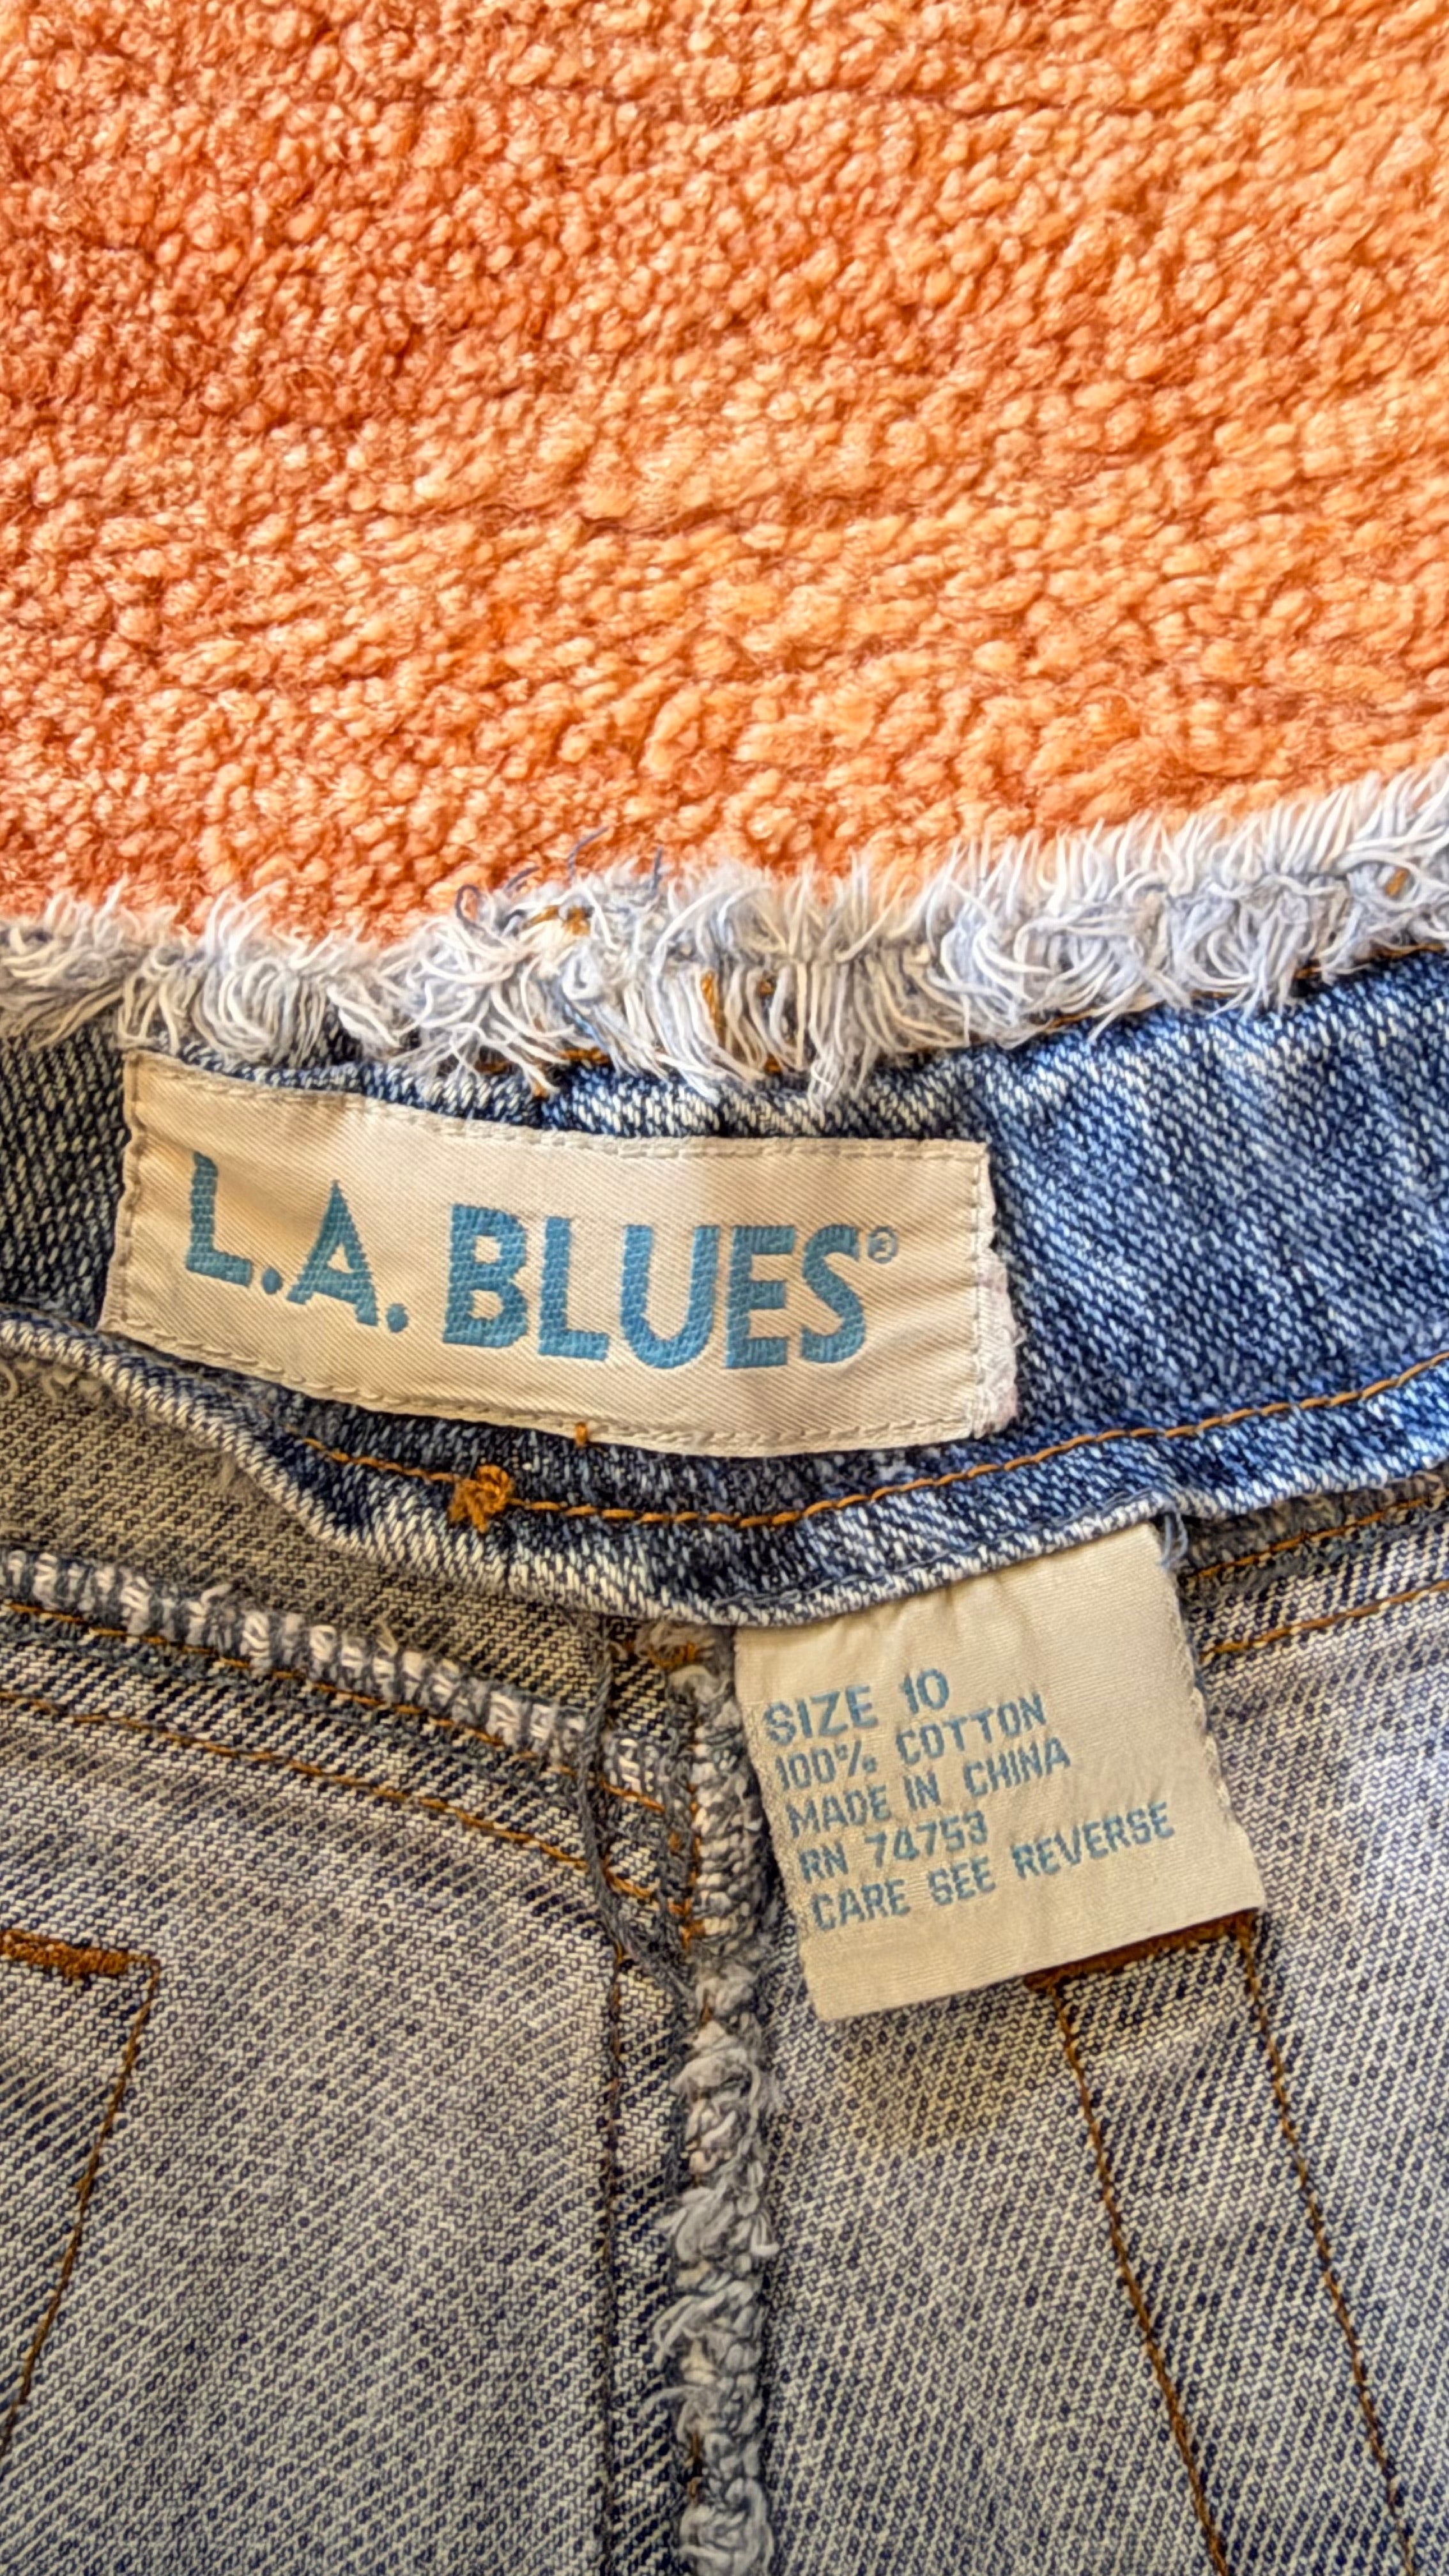 L.A. BLUES®
SIZE 10
100% COTTON
MADE IN CHINA
RN 74753
CARE SEE REVERSE